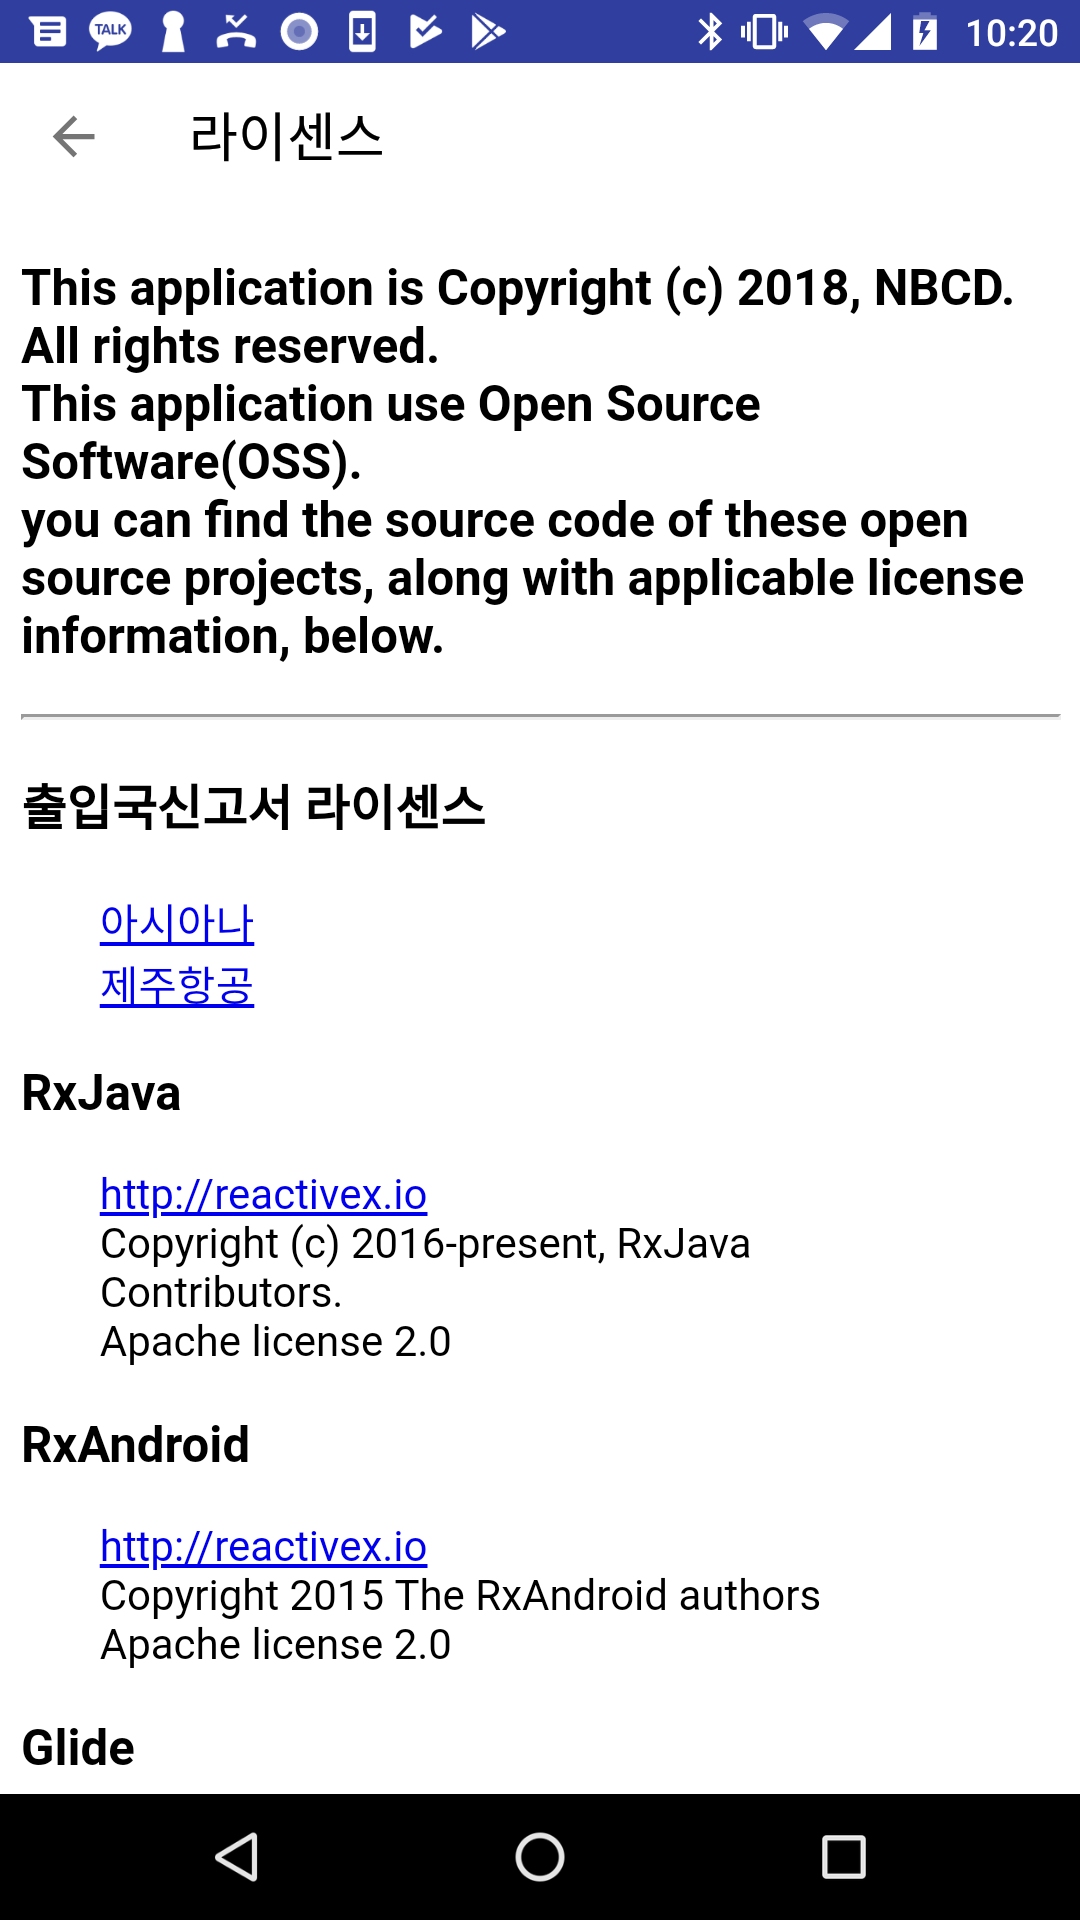 TALK
10:20
라이센스
This application is Copyright (c) 2018, NBCD.
All rights reserved.
This application use Open Source
Software(OSS).
you can find the source code of these open
source projects, along with applicable license
information, below.
출입국신고서 라이센스
아시아나
제주항공
RxJava
http://reactivex.io
Copyright (c) 2016-present, RxJava
Contributors.
Apache license 2.0
RxAndroid
http://reactivex.io
Copyright 2015 The RxAndroid authors
Apache license 2.0
Glide